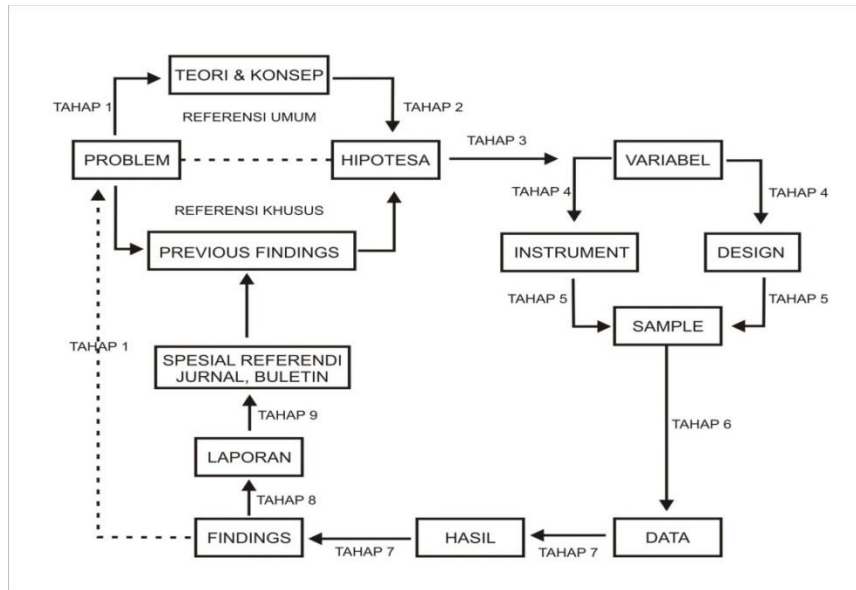 TEORI & KONSEP
TAHAP 1
TAHAP 2
REFERENSI UMUM
PROBLEM
HIPOTESA
TAHAP 3
VARIABEL
TAHAP 4
TAHAP 4
REFERENSI KHUSUS
PREVIOUS FINDINGS
INSTRUMENT
DESIGN
TAHAP 5
TAHAP 5
SAMPLE
TAHAP 1
SPESIAL REFERENDI
JURNAL, BULETIN
TAHAP 9
TAHAP 6
LAPORAN
TAHAP 8
FINDINGS
TAHAP 7
HASIL
TAHAP 7
DATA